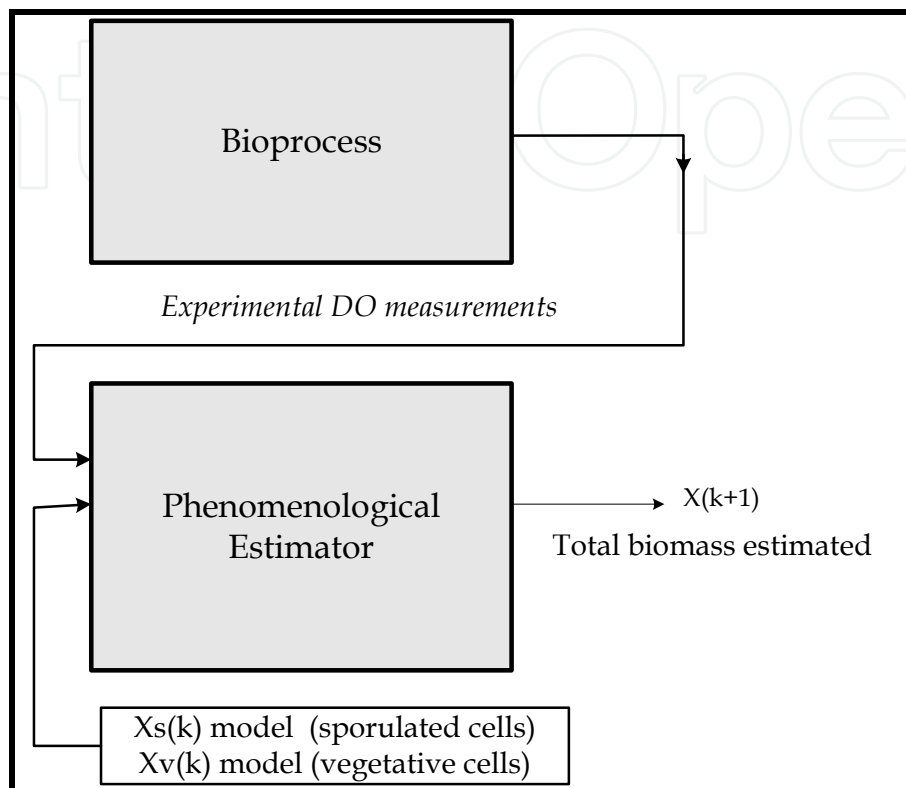 Bioprocess
Experimental DO measurements
Phenomenological
Estimator
X(k+1)
Total biomass estimated
Xs(k) model (sporulated cells)
Xv(k) model (vegetative cells)